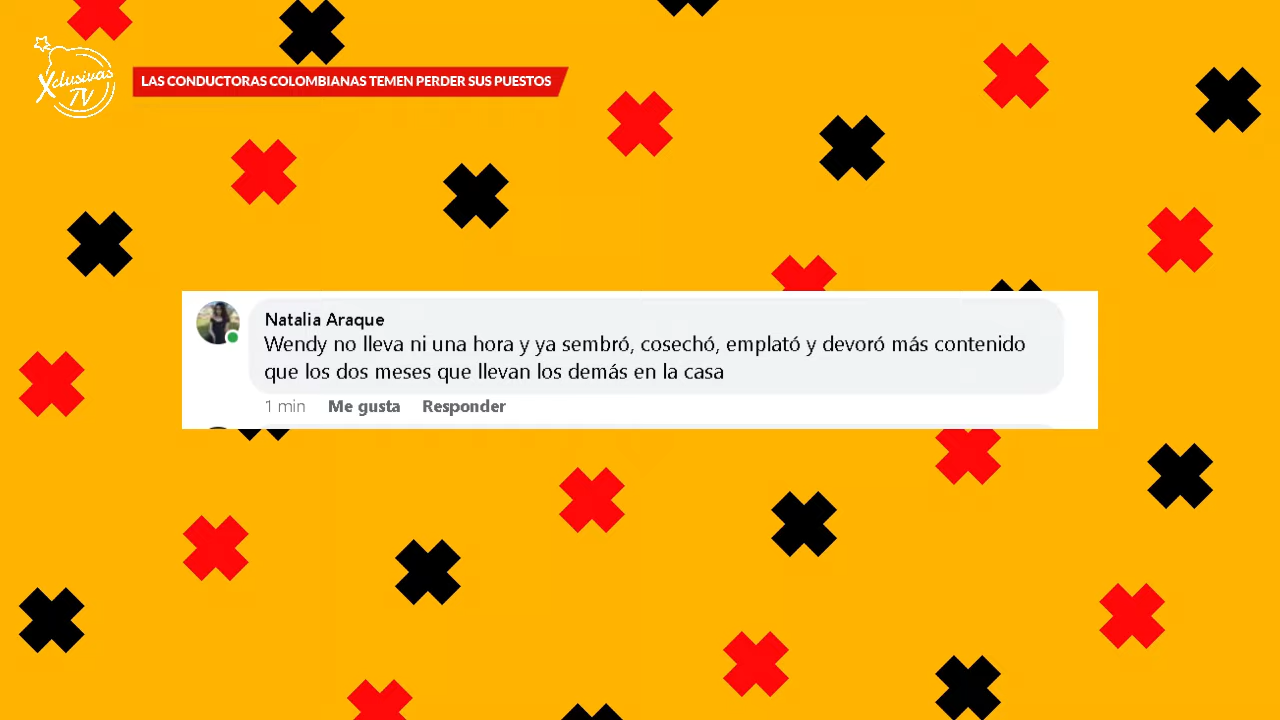 Xclusivas
TV
LAS CONDUCTORAS COLOMBIANAS TEMEN PERDER SUS PUESTOS
Natalia Araque
Wendy no lleva ni una hora y ya sembró, cosechó, emplató y devoró más contenido
que los dos meses que llevan los demás en la casa
1 min Me gusta Responder